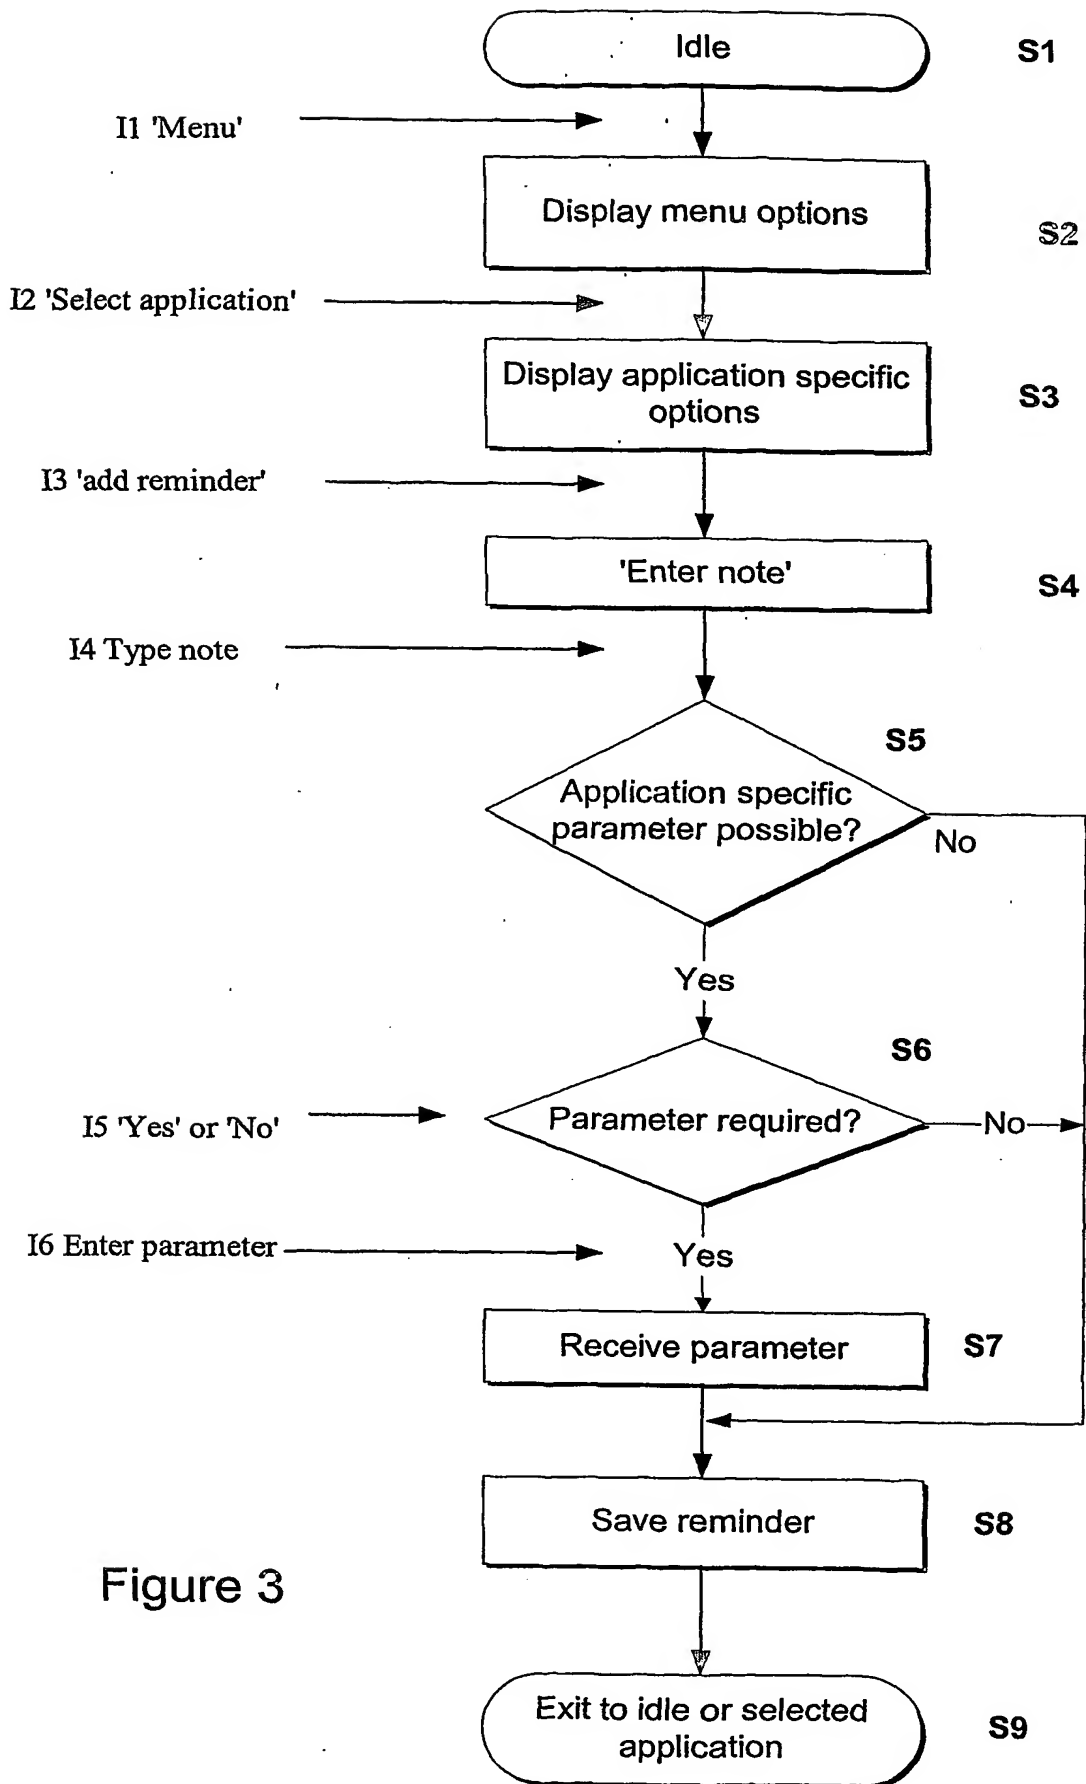 Idle
S1
I1 'Menu'
Display menu options
S2
I2 'Select application'
Display application specific
options
S3
I3 'add reminder'
'Enter note'
S4
I4 Type note
S5
Application specific
parameter possible?
No
Yes
S6
I5 'Yes' or 'No'
Parameter required?
No
I6 Enter parameter
Yes
Receive parameter
S7
Save reminder
S8
Figure 3
Exit to idle or selected
application
S9